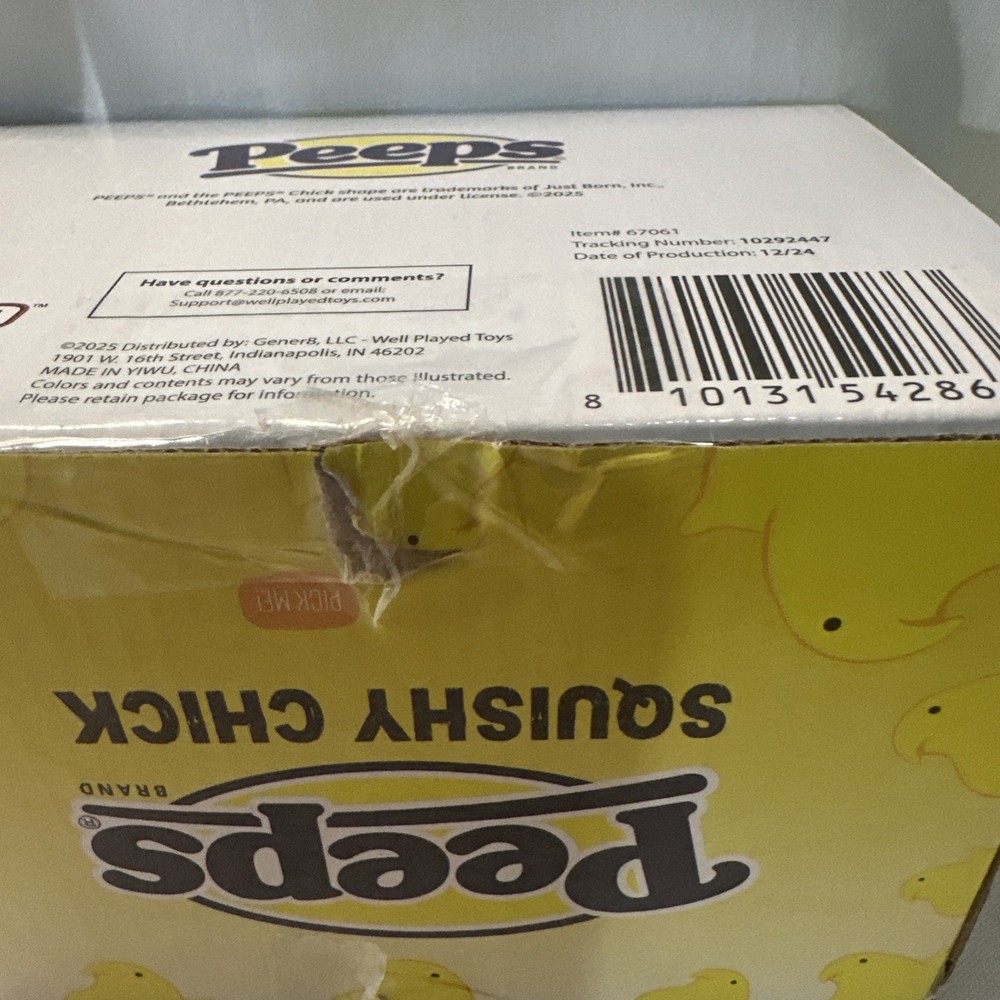 Peeps
BRAND
PEEPS® and the PEEPS® Chick shape are trademarks of Just Born, Inc.,
Bethlehem, PA, and are used under license. ©2025
Item# 67061
Tracking Number: 10292447
Date of Production: 12/24
Have questions or comments?
Call 877-220-6508 or email:
Support@wellplayedtoys.com
™
©2025 Distributed by: Gener8, LLC - Well Played Toys
1901 W. 16th Street, Indianapolis, IN 46202
MADE IN YIWU, CHINA
Colors and contents may vary from those illustrated.
Please retain package for information.
8 10131 54286
PICK ME!
SQUISHY CHICK
BRAND
Peeps®